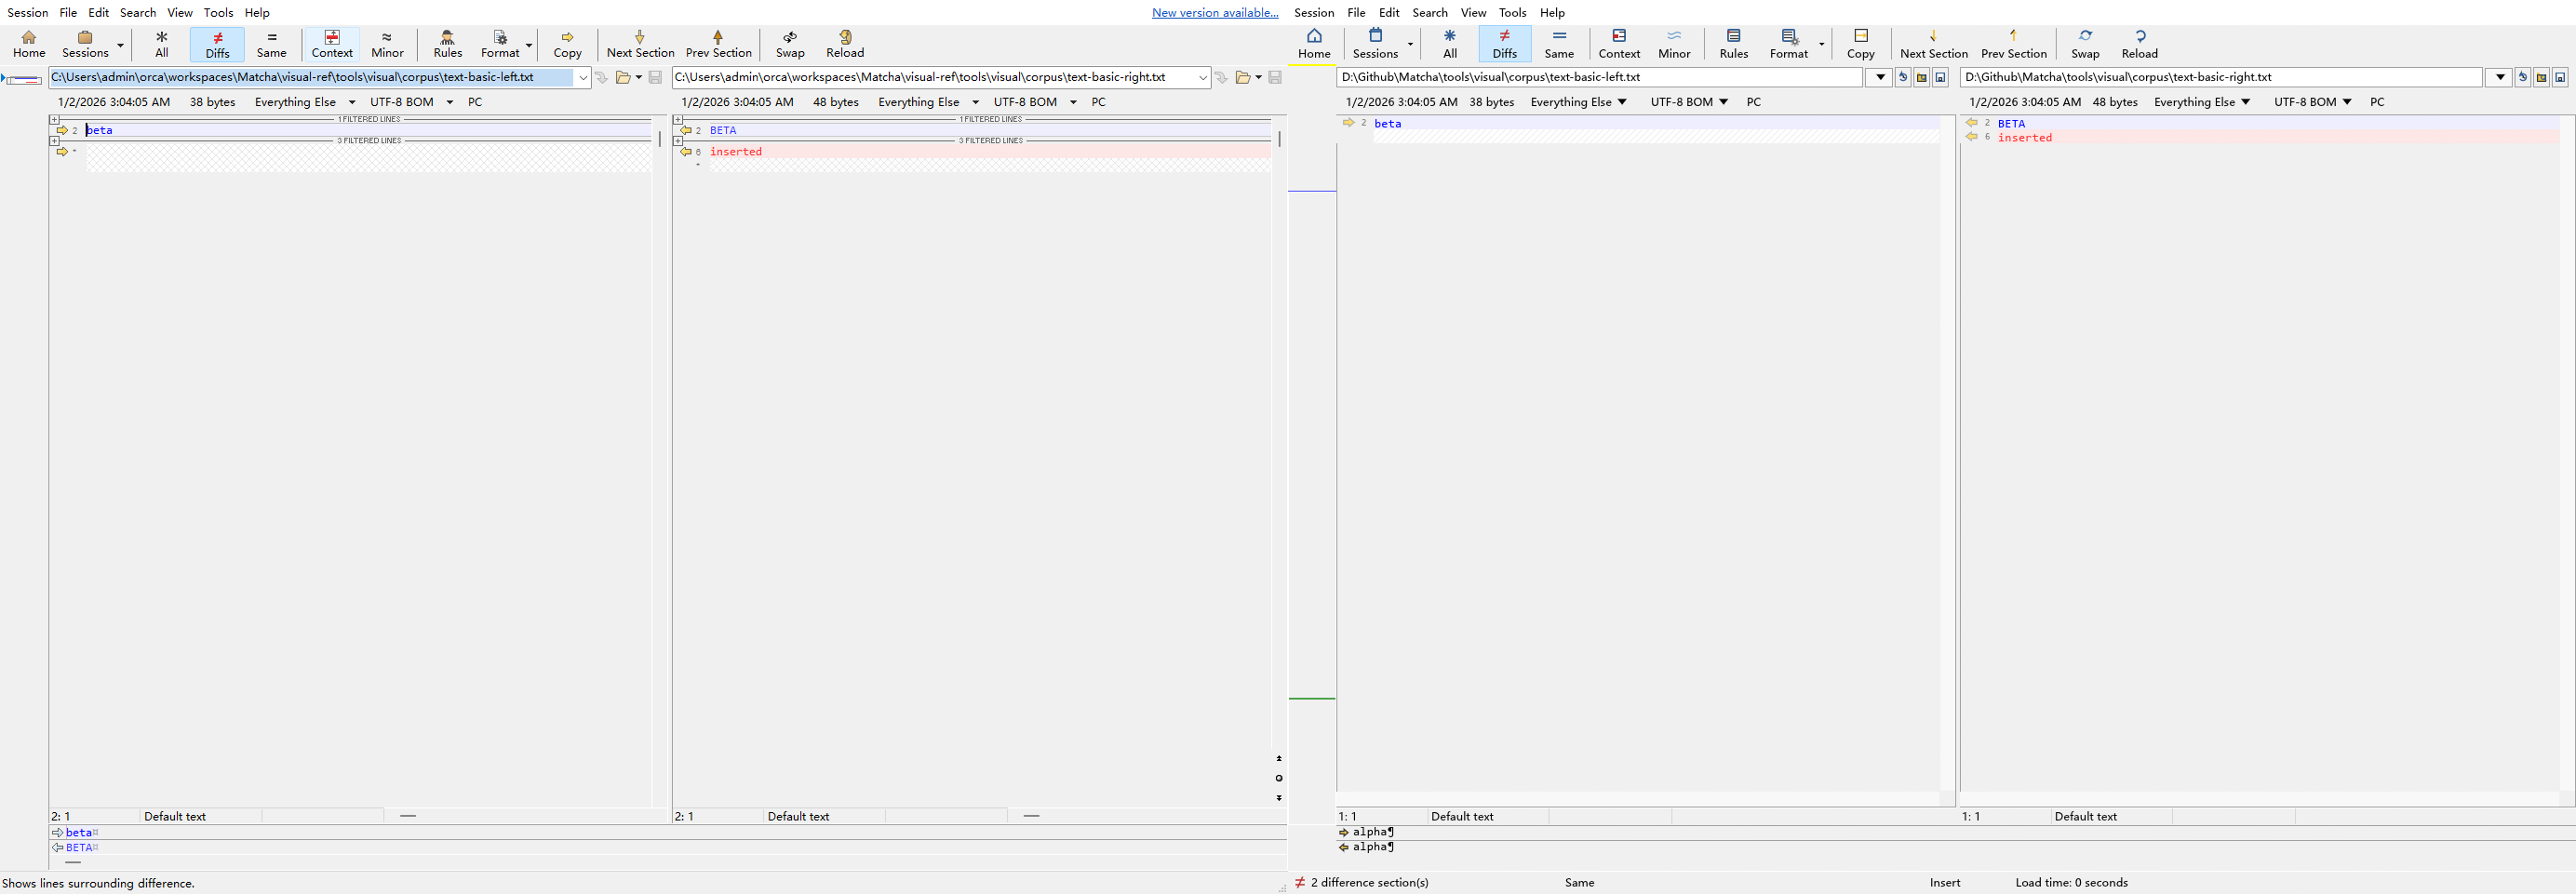 Session File Edit Search View Tools Help New version available...
Home Sessions * All ≠ Diffs = Same Context ≈ Minor Rules Format Copy Next Section Prev Section Swap Reload
C:\Users\admin\orca\workspaces\Matcha\visual-ref\tools\visual\corpus\text-basic-left.txt C:\Users\admin\orca\workspaces\Matcha\visual-ref\tools\visual\corpus\text-basic-right.txt
1/2/2026 3:04:05 AM 38 bytes Everything Else UTF-8 BOM PC 1/2/2026 3:04:05 AM 48 bytes Everything Else UTF-8 BOM PC
1 FILTERED LINES 1 FILTERED LINES
2 beta 2 BETA
3 FILTERED LINES 3 FILTERED LINES
- 6 inserted
-
2: 1 Default text 2: 1 Default text
beta¤
BETA¤
Shows lines surrounding difference.
Session File Edit Search View Tools Help
Home Sessions * All ≠ Diffs = Same Context Minor Rules Format Copy Next Section Prev Section Swap Reload
D:\Github\Matcha\tools\visual\corpus\text-basic-left.txt D:\Github\Matcha\tools\visual\corpus\text-basic-right.txt
1/2/2026 3:04:05 AM 38 bytes Everything Else UTF-8 BOM PC 1/2/2026 3:04:05 AM 48 bytes Everything Else UTF-8 BOM PC
2 beta 2 BETA
6 inserted
1: 1 Default text 1: 1 Default text
alpha¶
alpha¶
≠ 2 difference section(s) Same Insert Load time: 0 seconds